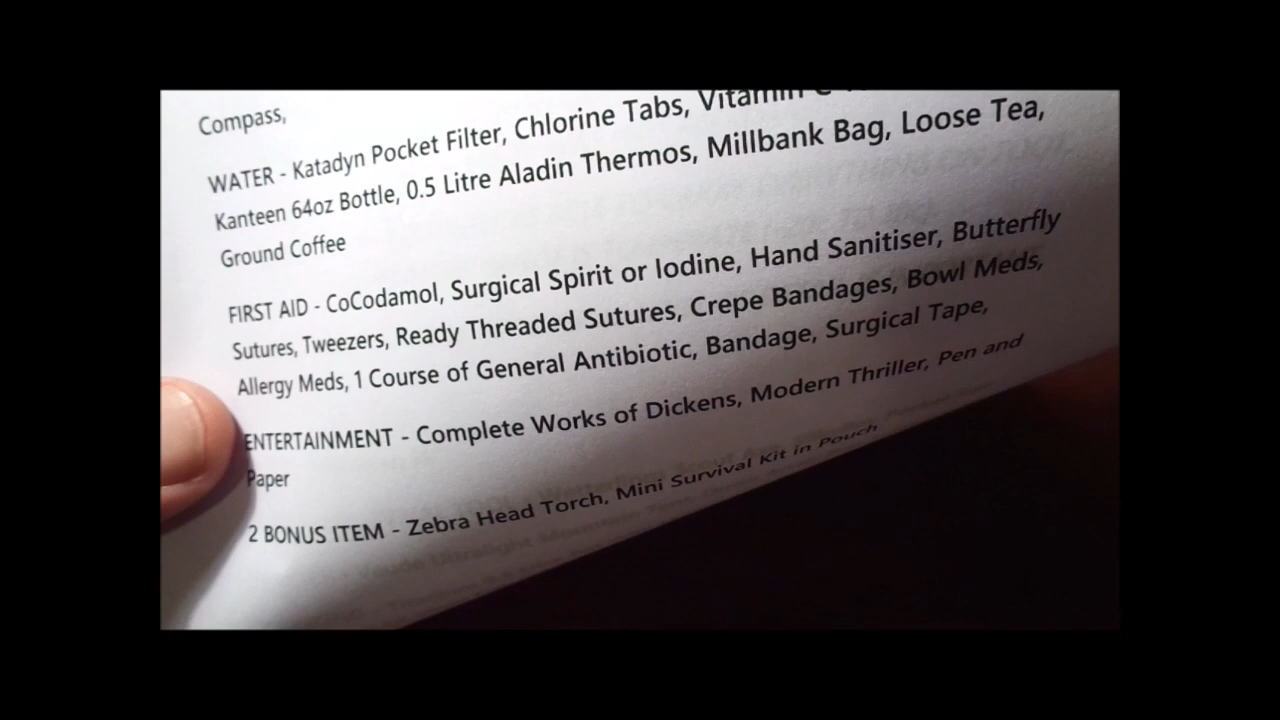 Compass,
WATER - Katadyn Pocket Filter, Chlorine Tabs, Vitamin C
Kanteen 64oz Bottle, 0.5 Litre Aladin Thermos, Millbank Bag, Loose Tea,
Ground Coffee
FIRST AID - CoCodamol, Surgical Spirit or Iodine, Hand Sanitiser, Butterfly
Sutures, Tweezers, Ready Threaded Sutures, Crepe Bandages, Bowl Meds,
Allergy Meds, 1 Course of General Antibiotic, Bandage, Surgical Tape,
ENTERTAINMENT - Complete Works of Dickens, Modern Thriller, Pen and
Paper
2 BONUS ITEM - Zebra Head Torch, Mini Survival Kit in Pouch